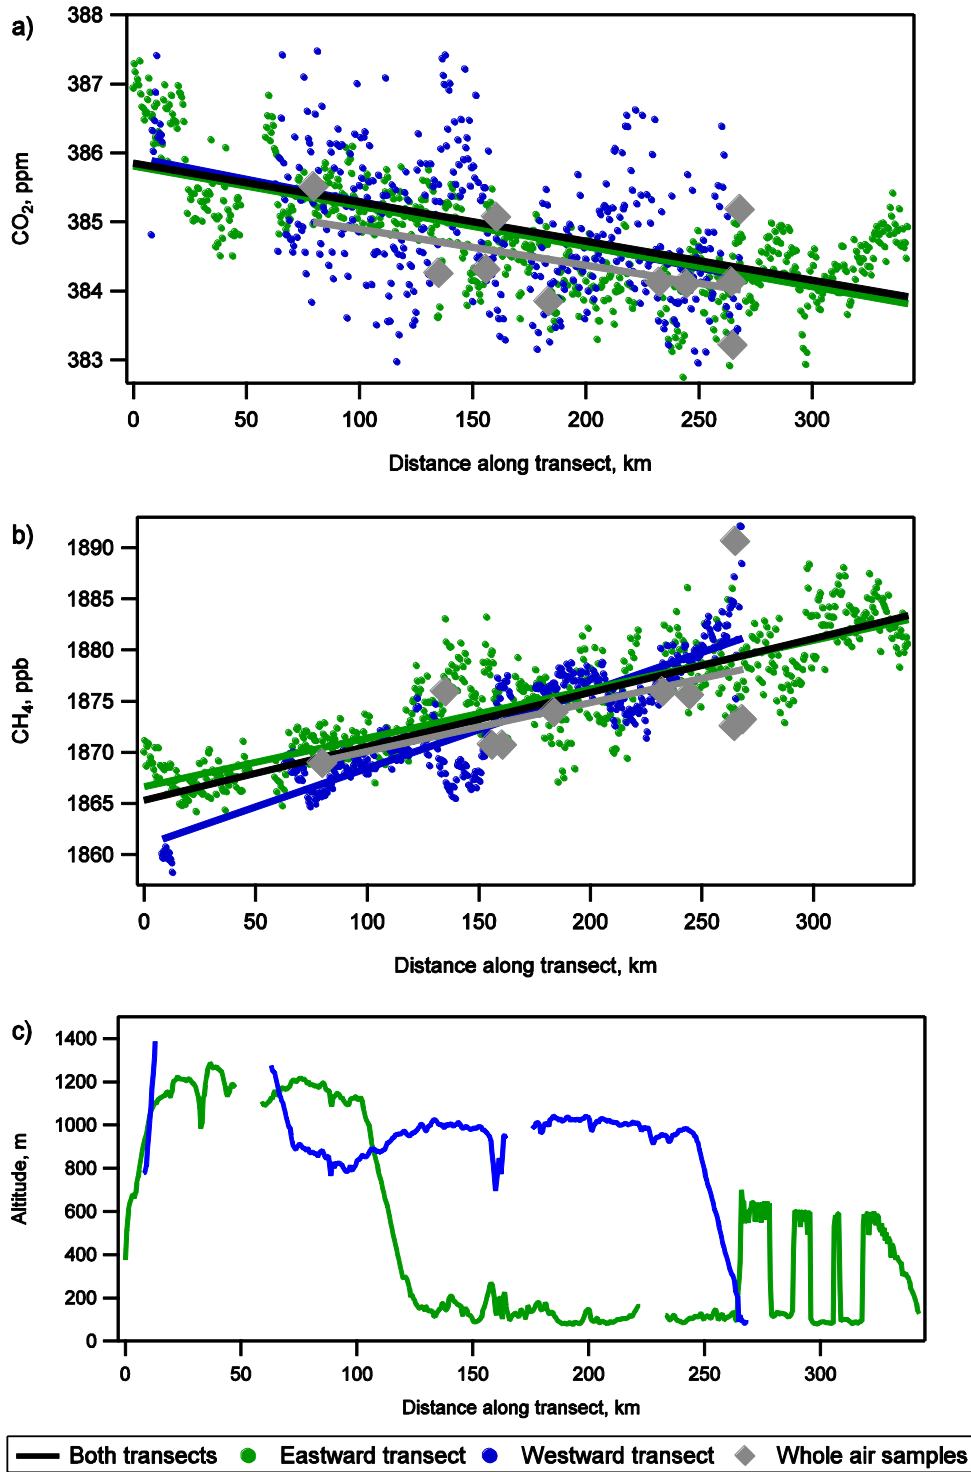 a)
388
387
386
385
384
383
CO₂, ppm
0 50 100 150 200 250 300
Distance along transect, km
b)
1890
1885
1880
1875
1870
1865
1860
CH₄, ppb
0 50 100 150 200 250 300
Distance along transect, km
c)
1400
1200
1000
800
600
400
200
0
Altitude, m
0 50 100 150 200 250 300
Distance along transect, km
Both transects Eastward transect Westward transect Whole air samples